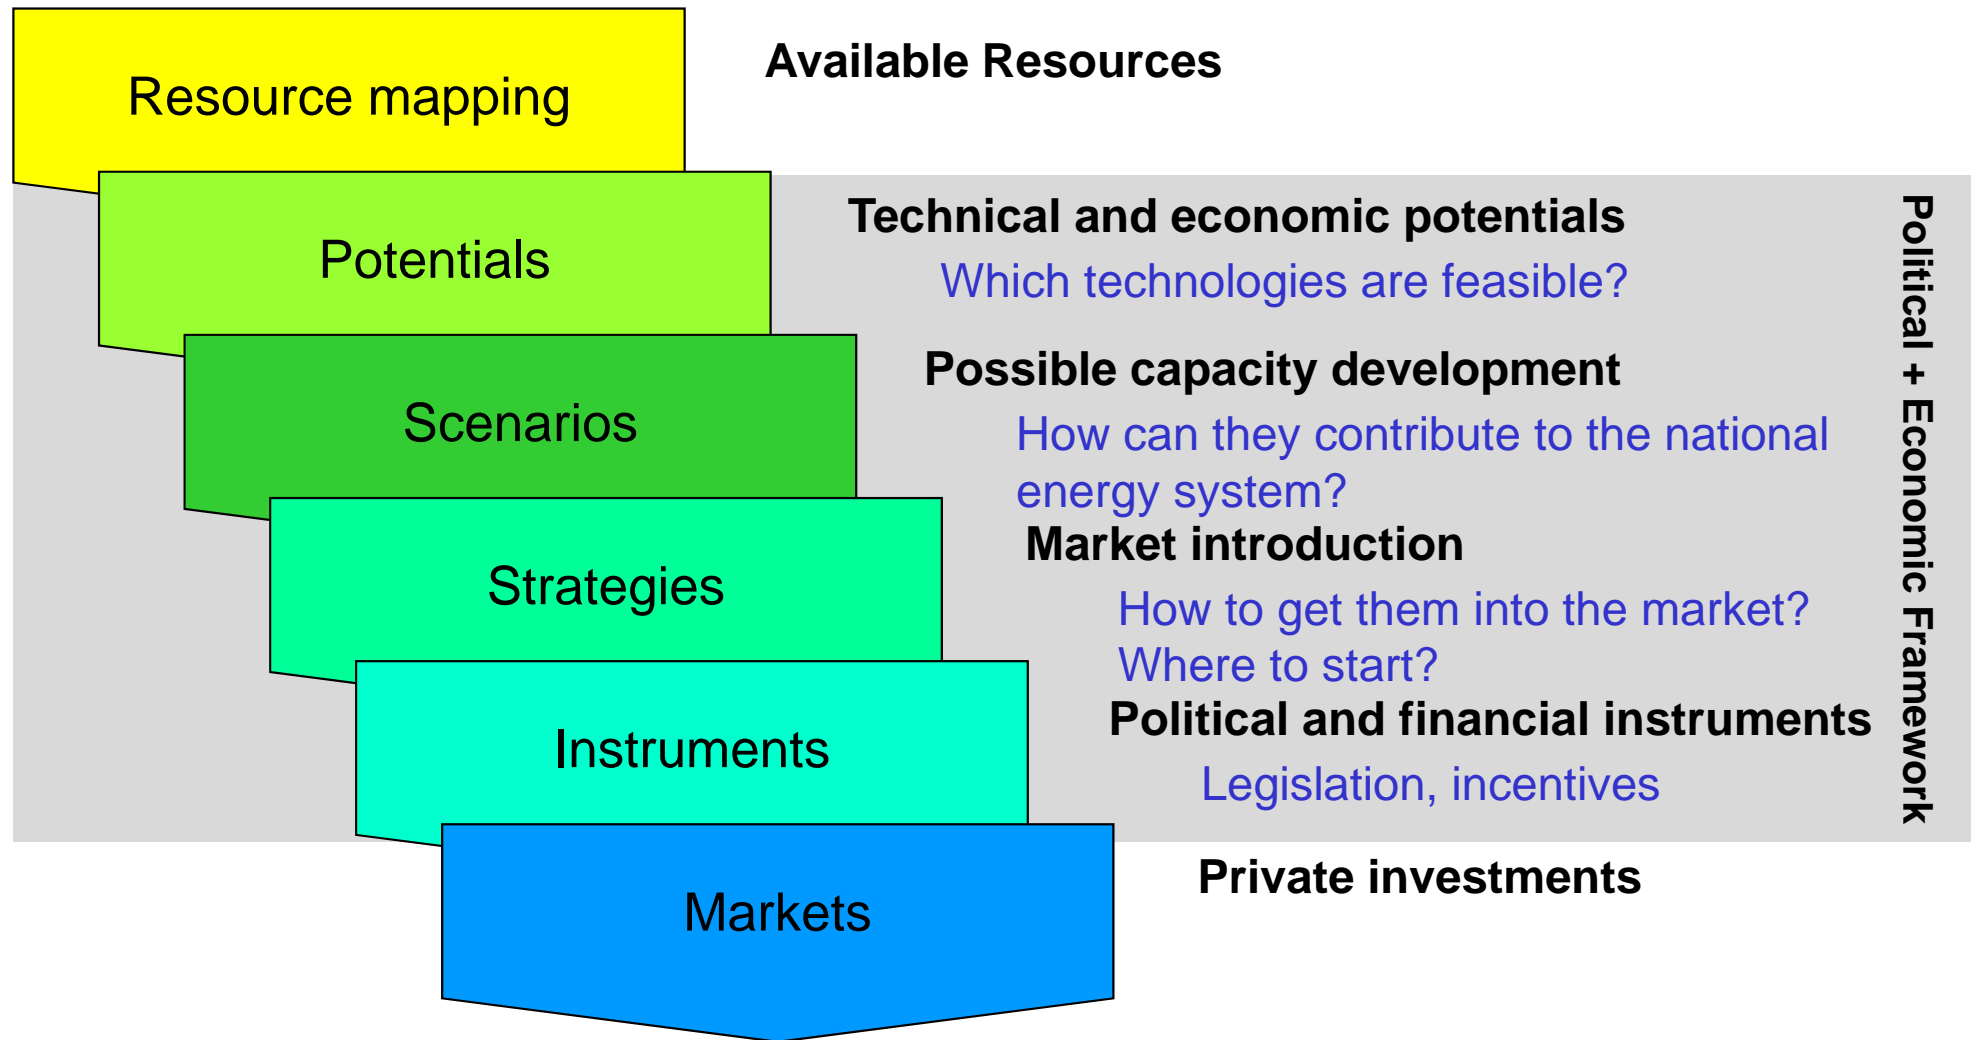 Resource mapping
Available Resources
Potentials
Technical and economic potentials
Which technologies are feasible?
Scenarios
Possible capacity development
How can they contribute to the national
energy system?
Strategies
Market introduction
How to get them into the market?
Where to start?
Instruments
Political and financial instruments
Legislation, incentives
Markets
Private investments
Political + Economic Framework